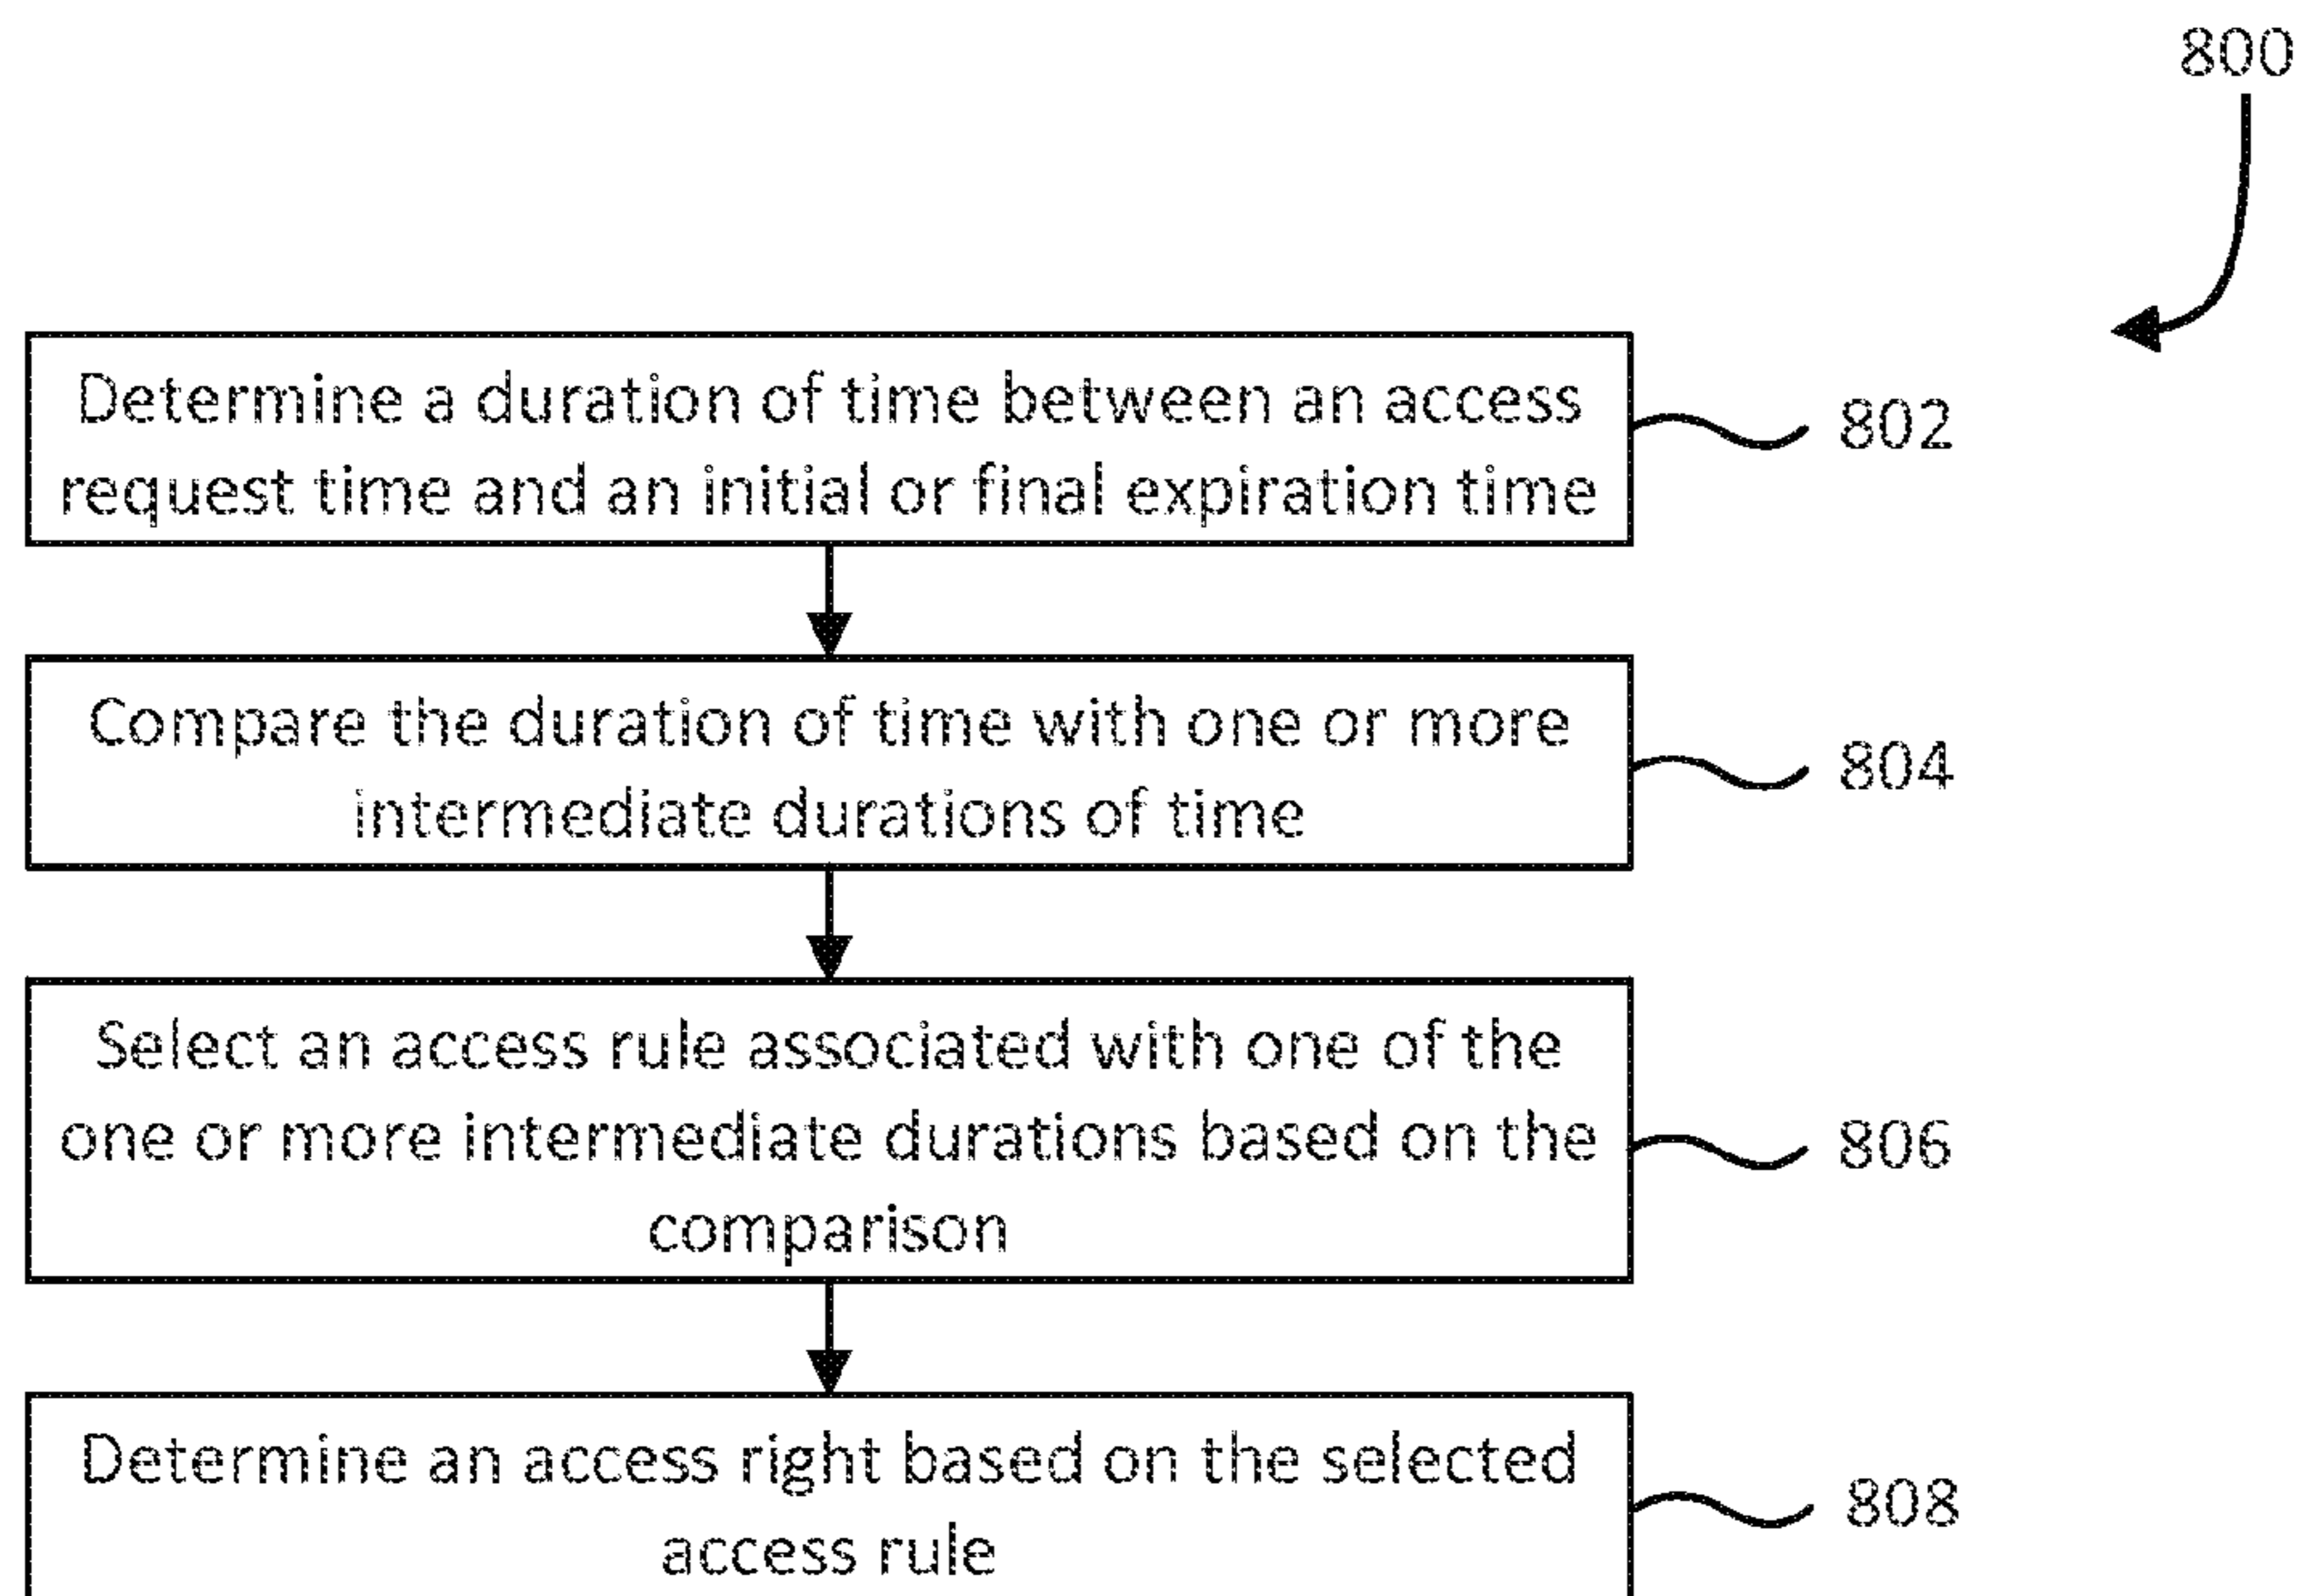 800
Determine a duration of time between an access
request time and an initial or final expiration time
802
Compare the duration of time with one or more
intermediate durations of time
804
Select an access rule associated with one of the
one or more intermediate durations based on the
comparison
806
Determine an access right based on the selected
access rule
808